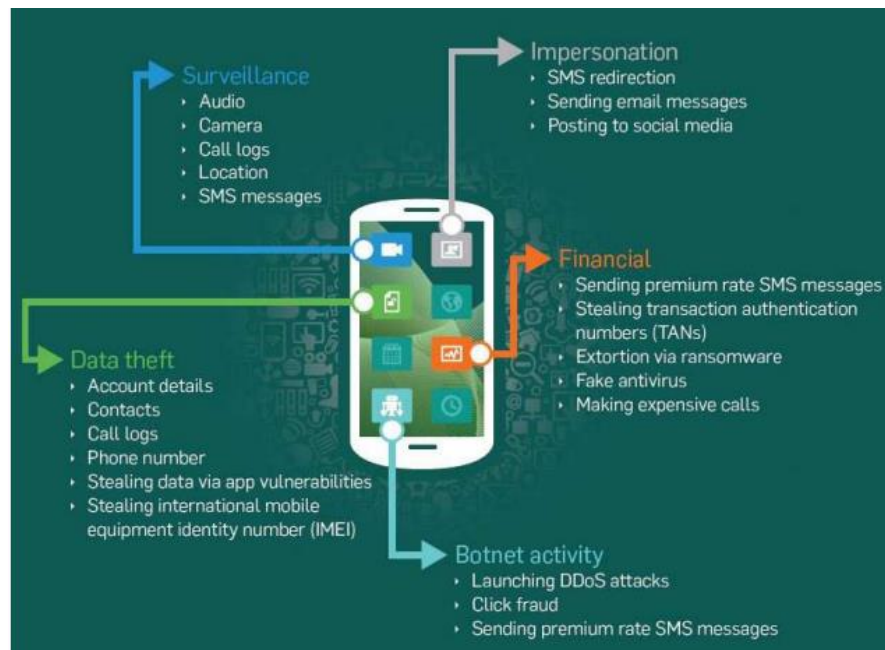 Surveillance
Audio
Camera
Call logs
Location
SMS messages
Impersonation
SMS redirection
Sending email messages
Posting to social media
Financial
Sending premium rate SMS messages
Stealing transaction authentication
numbers (TANs)
Extortion via ransomware
Fake antivirus
Making expensive calls
Data theft
Account details
Contacts
Call logs
Phone number
Stealing data via app vulnerabilities
Stealing international mobile
equipment identity number (IMEI)
Botnet activity
Launching DDoS attacks
Click fraud
Sending premium rate SMS messages